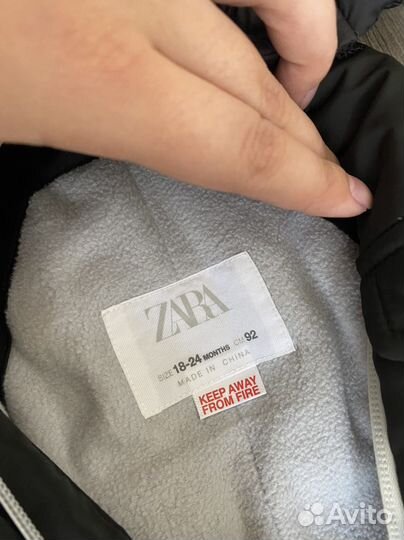 ZARA
SIZE 18-24 MONTHS CM 92
MADE IN CHINA
KEEP AWAY
FROM FIRE
Avito